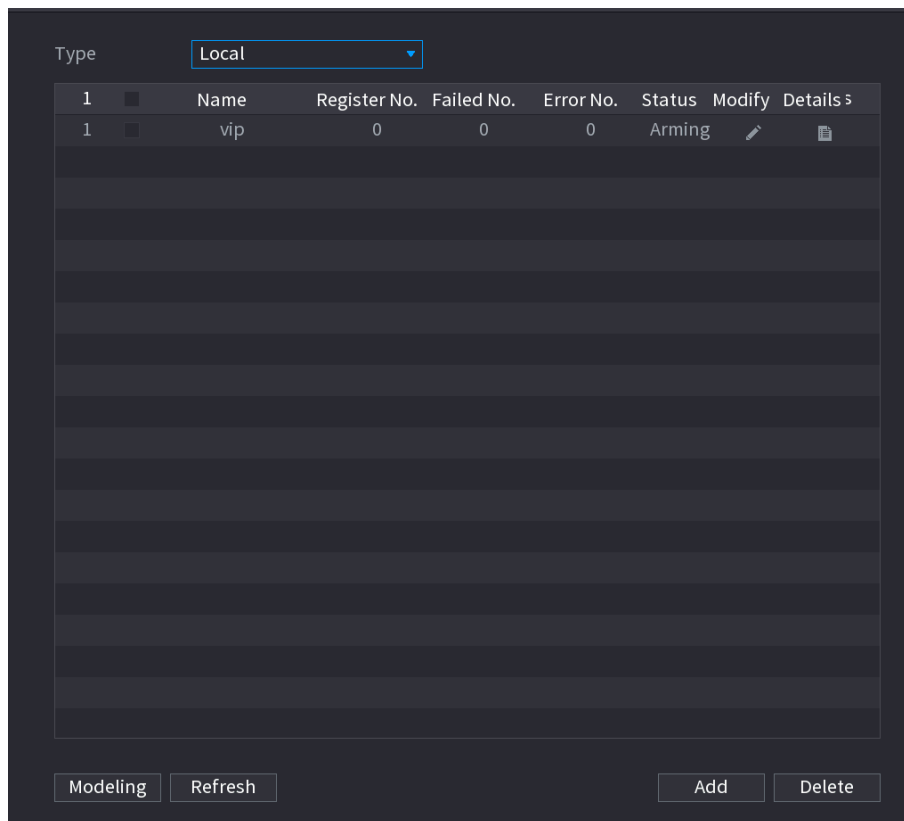 Type Local
1 Name Register No. Failed No. Error No. Status Modify Details s
1 vip 0 0 0 Arming
Modeling Refresh Add Delete